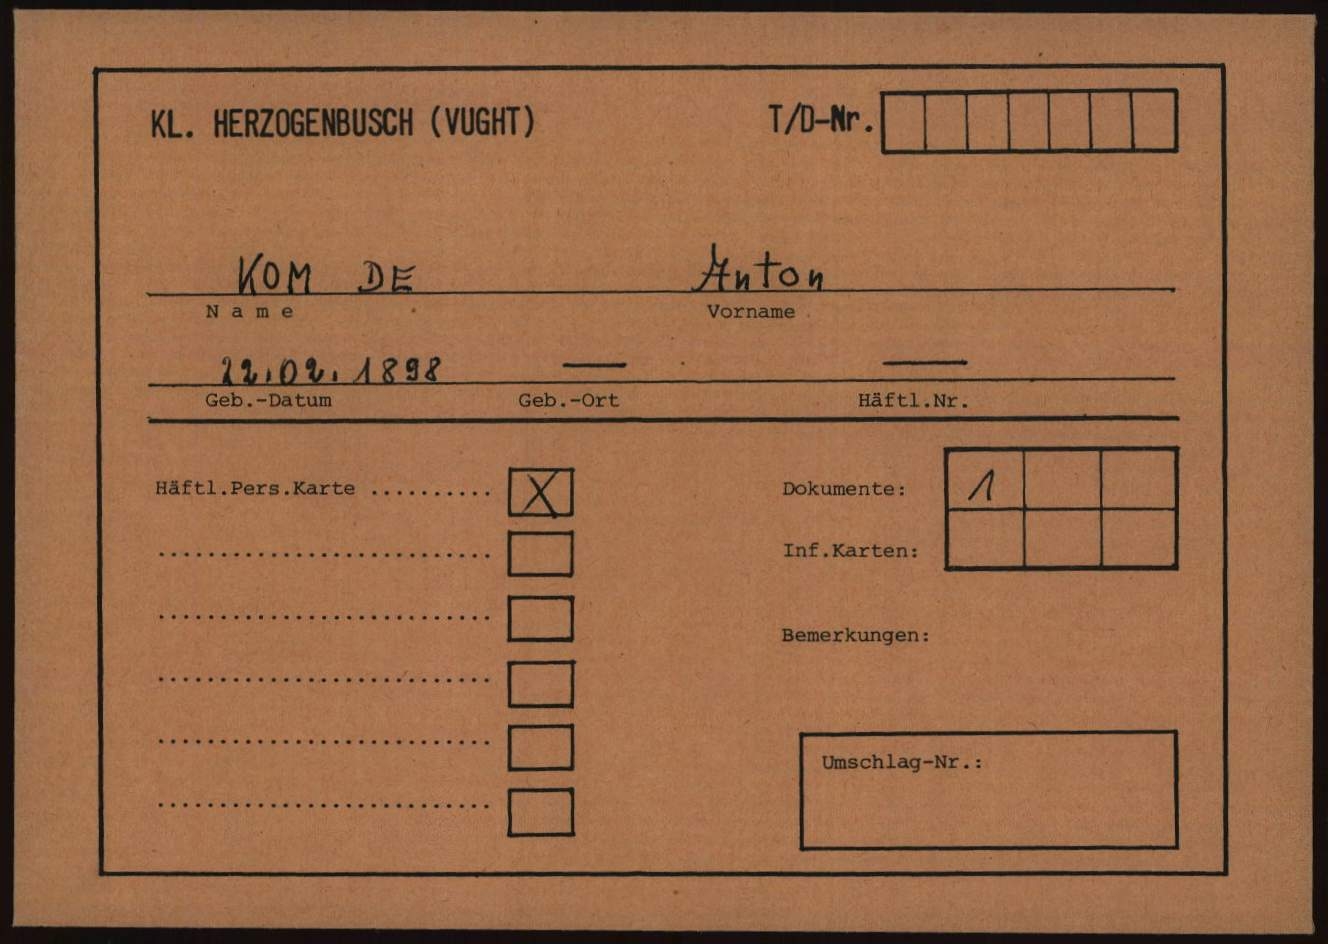 KL. HERZOGENBUSCH (VUGHT) T/D-Nr.
KOM DE Anton
Name Vorname
22.02.1898 — —
Geb.-Datum Geb.-Ort Häftl.Nr.
Häftl.Pers.Karte .......... X Dokumente: 1
Inf.Karten:
Bemerkungen:
Umschlag-Nr.: